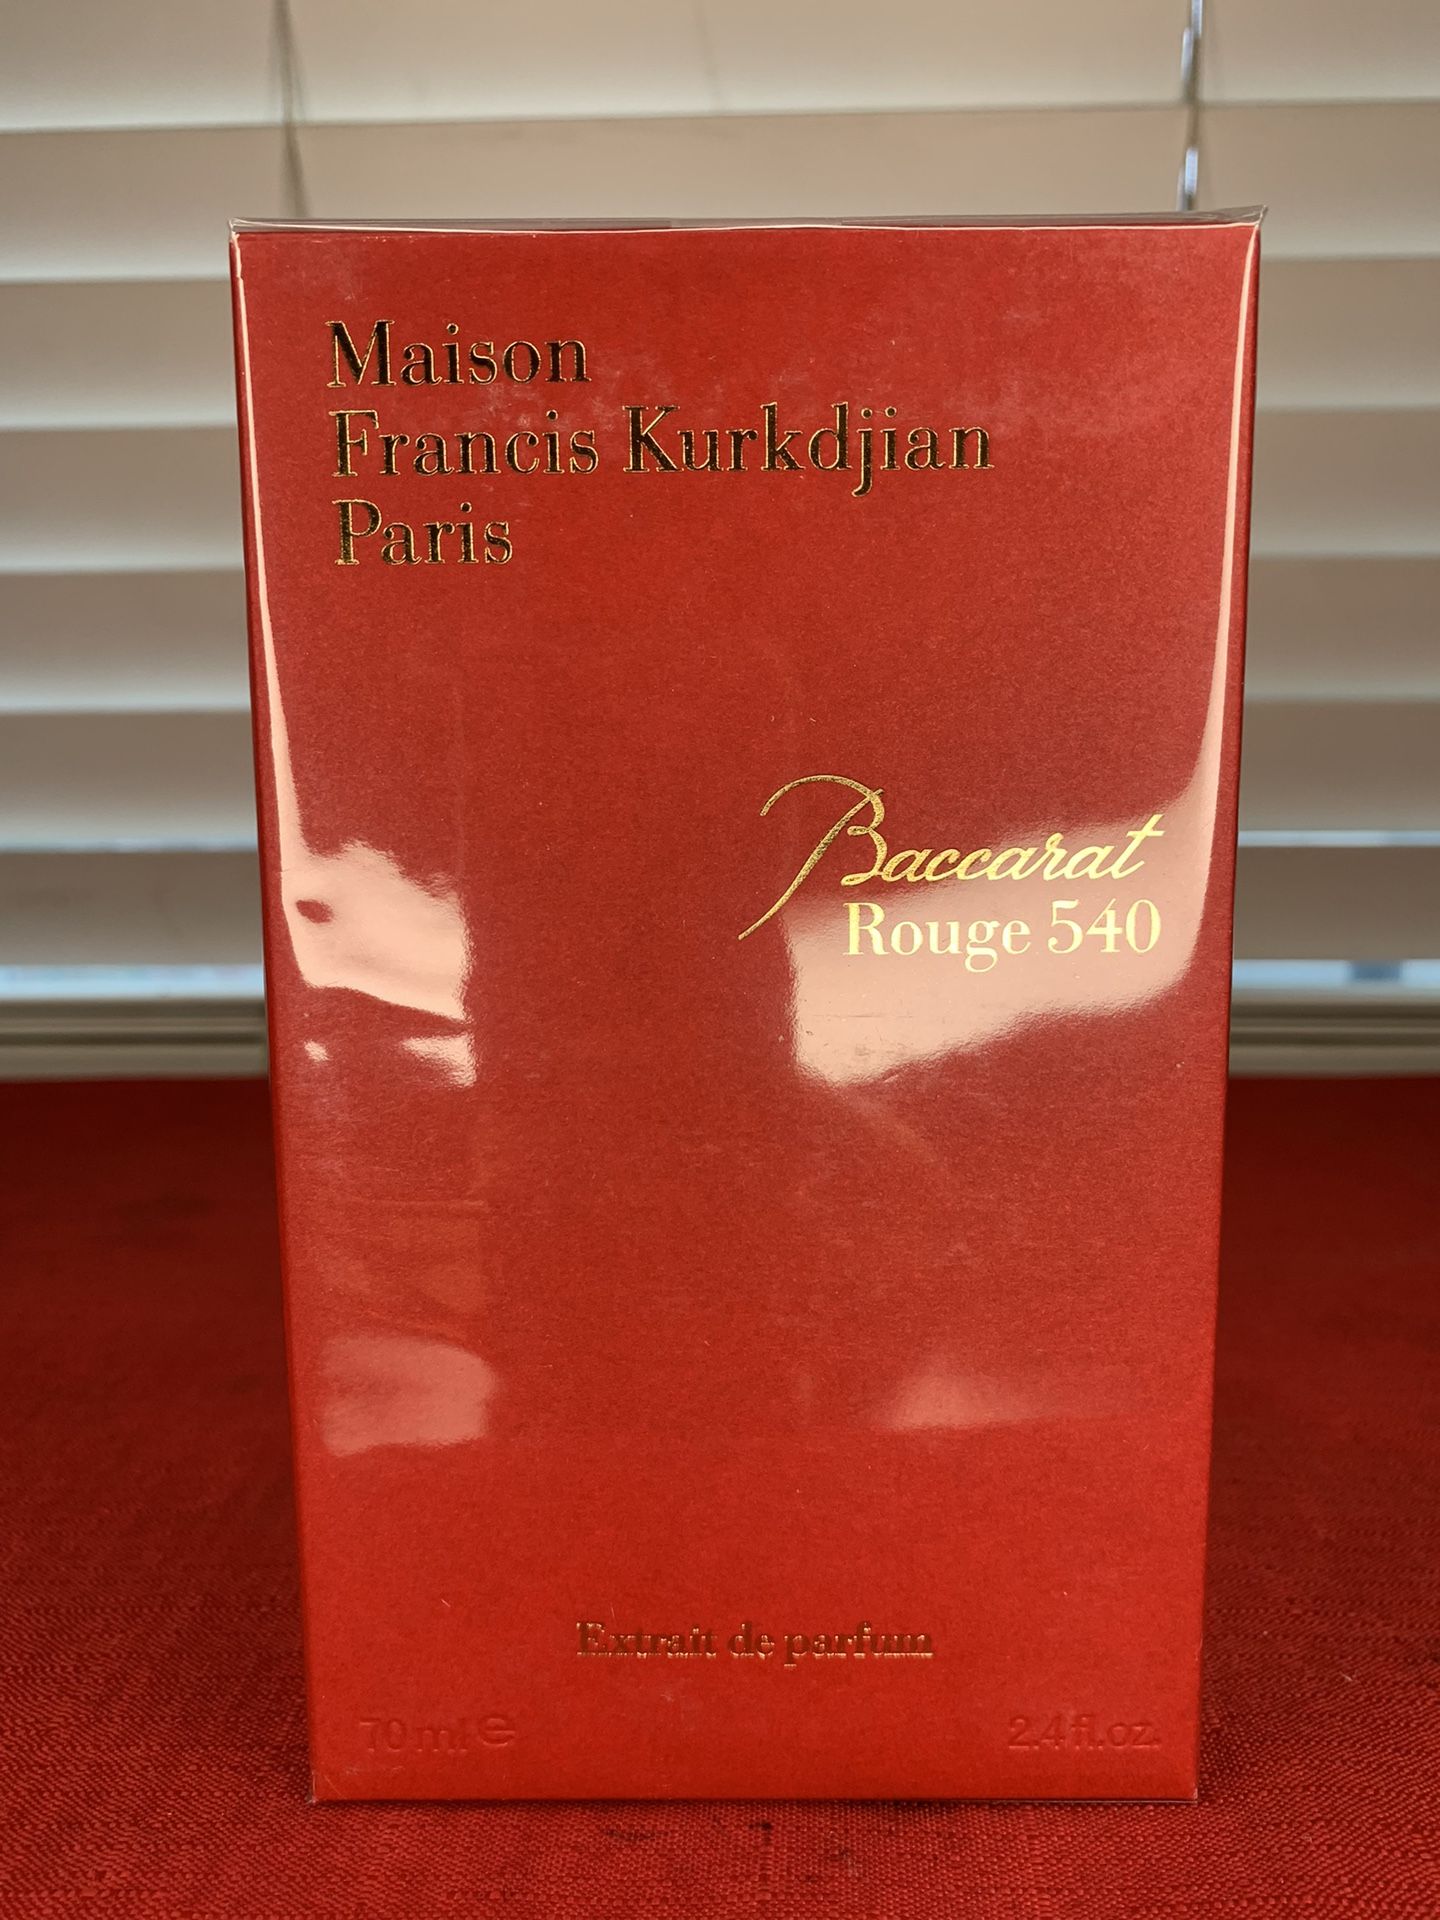 Maison
Francis Kurkdjian
Paris
Baccarat
Rouge 540
Extrait de parfum
70 ml ℮ 2.4 fl.oz.